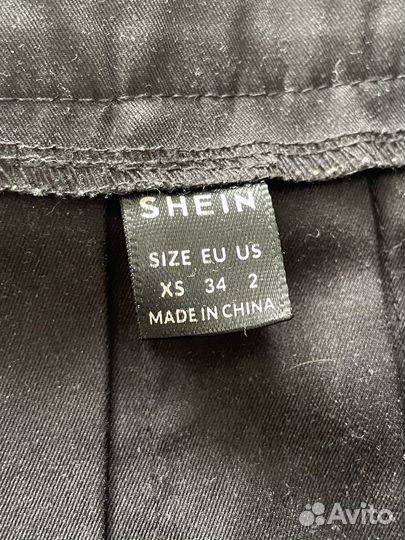 SHEIN
SIZE EU US
XS 34 2
MADE IN CHINA
Avito